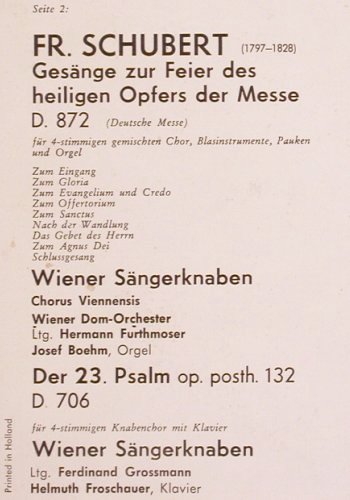 Seite 2:
FR. SCHUBERT (1797–1828)
Gesänge zur Feier des
heiligen Opfers der Messe
D. 872 (Deutsche Messe)
für 4-stimmigen gemischten Chor, Blasinstrumente, Pauken
und Orgel
Zum Eingang
Zum Gloria
Zum Evangelium und Credo
Zum Offertorium
Zum Sanctus
Nach der Wandlung
Das Gebet des Herrn
Zum Agnus Dei
Schlussgesang
Wiener Sängerknaben
Chorus Viennensis
Wiener Dom-Orchester
Ltg. Hermann Furthmoser
Josef Boehm, Orgel
Der 23. Psalm op. posth. 132
D. 706
für 4-stimmigen Knabenchor mit Klavier
Wiener Sängerknaben
Ltg. Ferdinand Grossmann
Helmuth Froschauer, Klavier
Printed in Holland